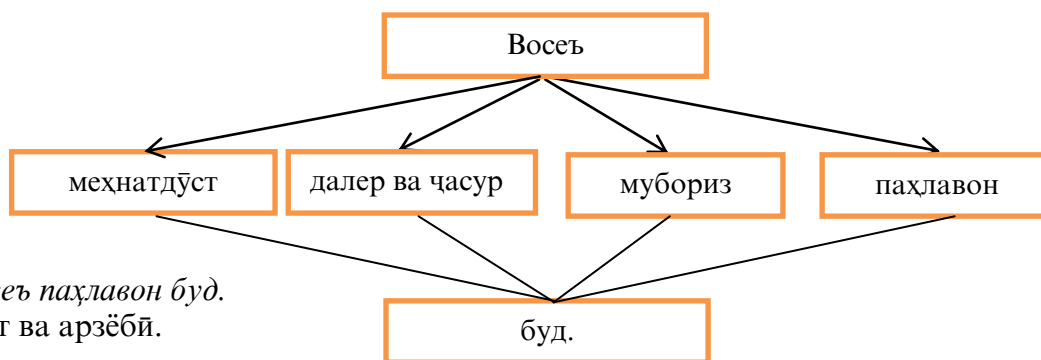 Восеъ
меҳнатдӯст
далер ва ҷасур
мубориз
паҳлавон
еъ паҳлавон буд.
т ва арзёбӣ.
буд.